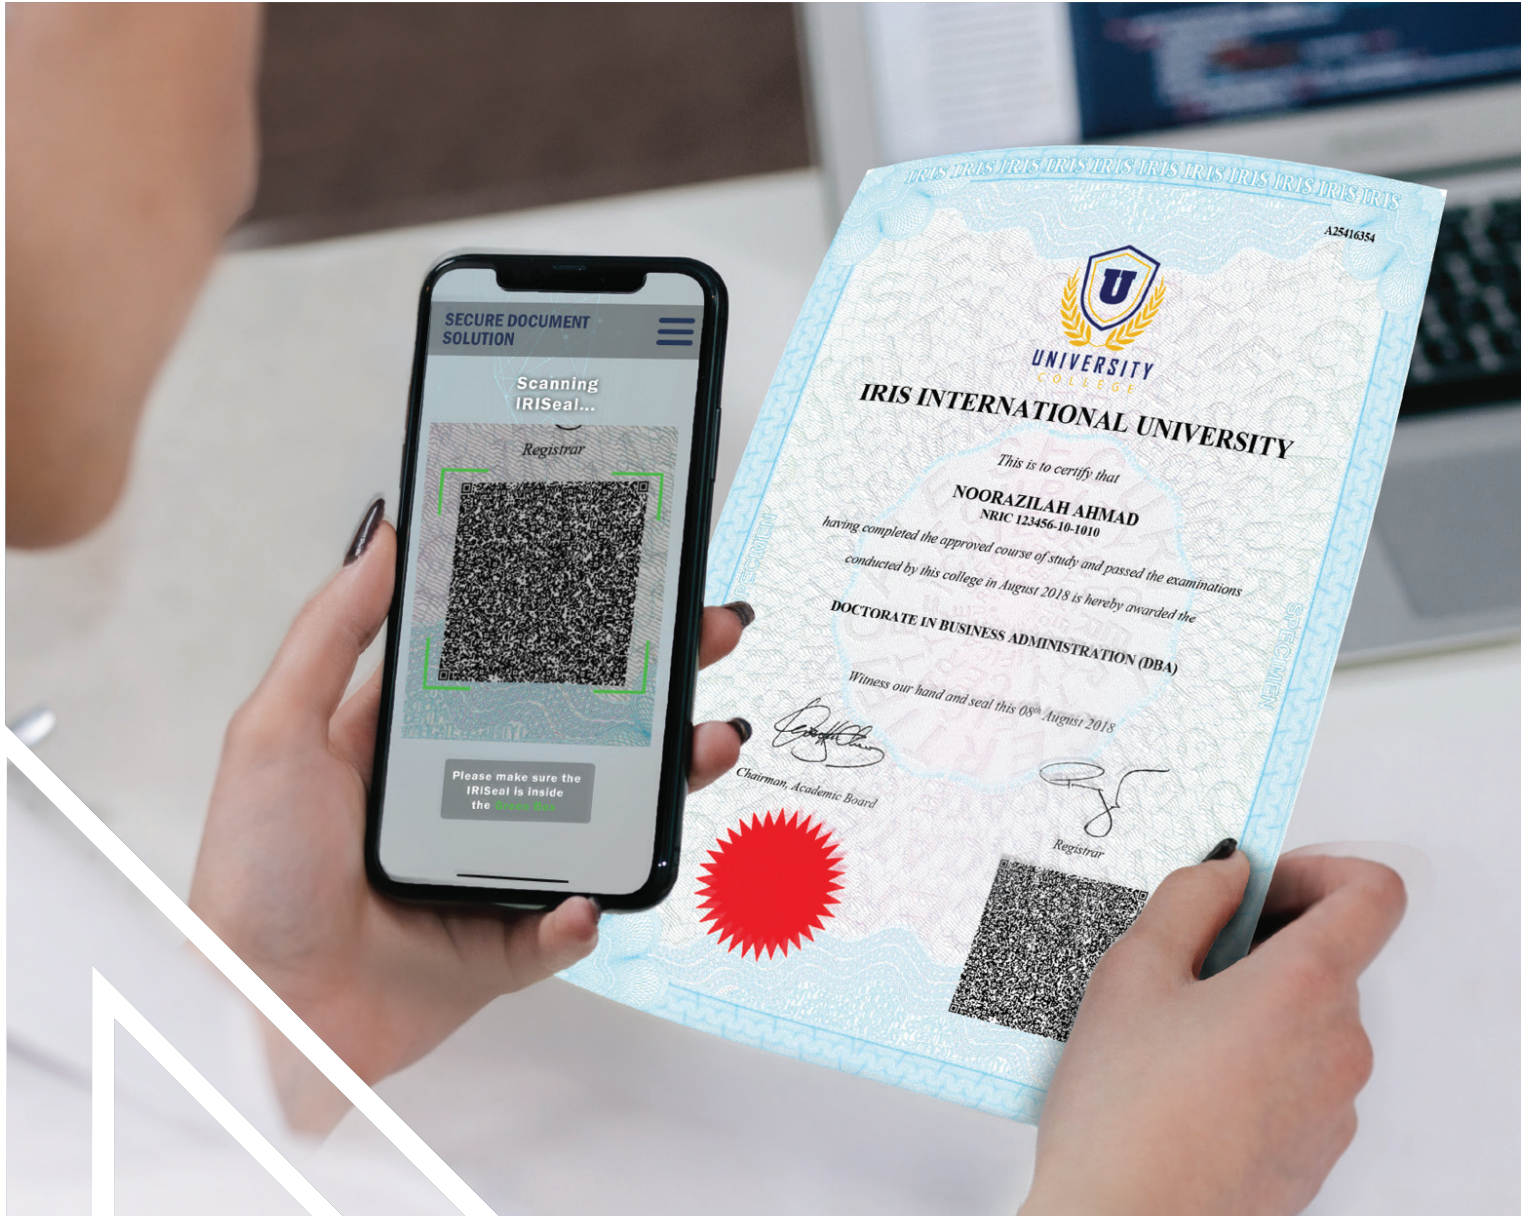 SECURE DOCUMENT
SOLUTION
Scanning
IRISeal...
Registrar
Please make sure the
IRISeal is inside
the Green Box
IRIS IRIS IRIS IRIS IRIS IRIS IRIS IRIS IRIS IRIS IRIS
A25416354
U
UNIVERSITY
COLLEGE
IRIS INTERNATIONAL UNIVERSITY
This is to certify that
NOORAZILAH AHMAD
NRIC 123456-10-1010
having completed the approved course of study and passed the examinations
conducted by this college in August 2018 is hereby awarded the
DOCTORATE IN BUSINESS ADMINISTRATION (DBA)
Witness our hand and seal this 08th August 2018
Chairman, Academic Board
Registrar
SPECIMEN